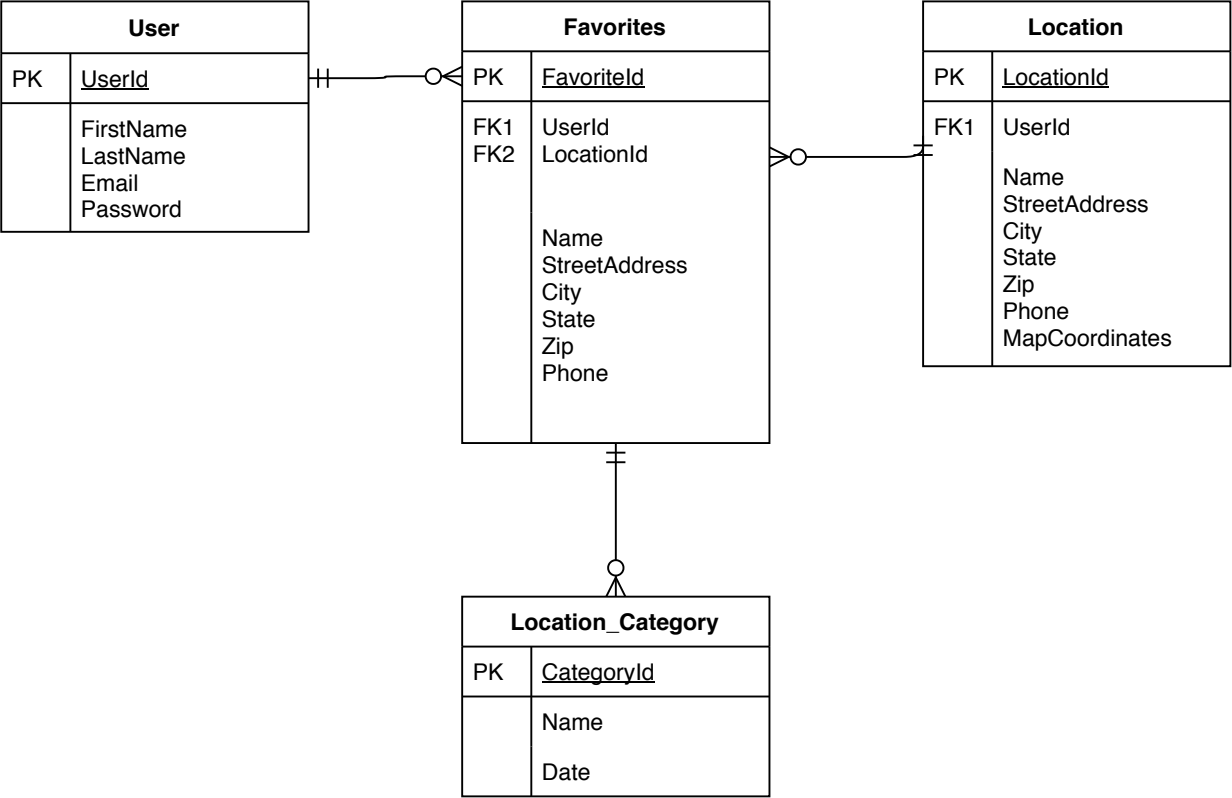 User
PK UserId
FirstName
LastName
Email
Password
Favorites
PK FavoriteId
FK1 UserId
FK2 LocationId
Name
StreetAddress
City
State
Zip
Phone
Location
PK LocationId
FK1 UserId
Name
StreetAddress
City
State
Zip
Phone
MapCoordinates
Location_Category
PK CategoryId
Name
Date